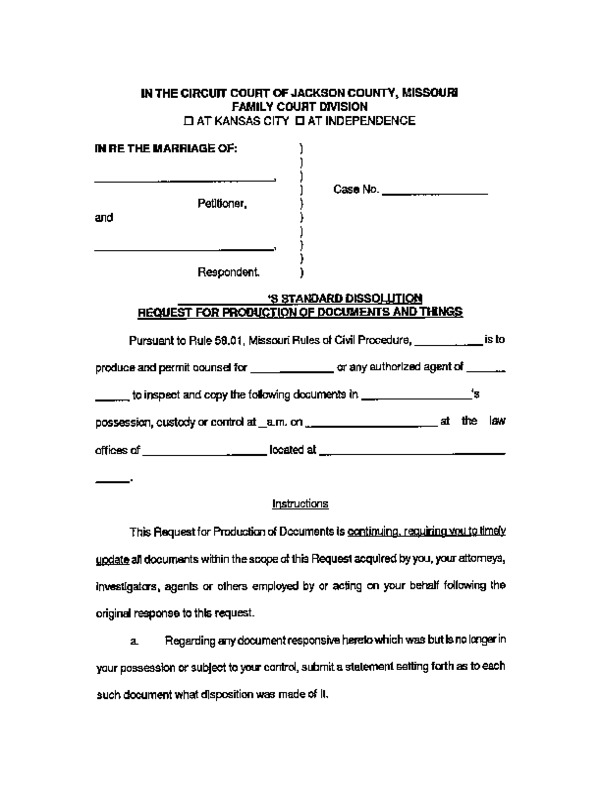 IN THE CIRCUIT COURT OF JACKSON COUNTY, MISSOURI
FAMILY COURT DIVISION
☐ AT KANSAS CITY ☐ AT INDEPENDENCE
IN RE THE MARRIAGE OF: )
)
____________________________, )
) Case No. ________________
Petitioner, )
and )
)
____________________________, )
)
Respondent. )
______________'S STANDARD DISSOLUTION
REQUEST FOR PRODUCTION OF DOCUMENTS AND THINGS
Pursuant to Rule 58.01, Missouri Rules of Civil Procedure, ___________ is to
produce and permit counsel for _____________ or any authorized agent of ______
_____ to inspect and copy the following documents in _________________'s
possession, custody or control at _a.m. on _____________________ at the law
offices of ___________________ located at _____________________________
_____.
Instructions
This Request for Production of Documents is continuing, requiring you to timely
update all documents within the scope of this Request acquired by you, your attorneys,
investigators, agents or others employed by or acting on your behalf following the
original response to this request.
a. Regarding any document responsive hereto which was but is no longer in
your possession or subject to your control, submit a statement setting forth as to each
such document what disposition was made of it.